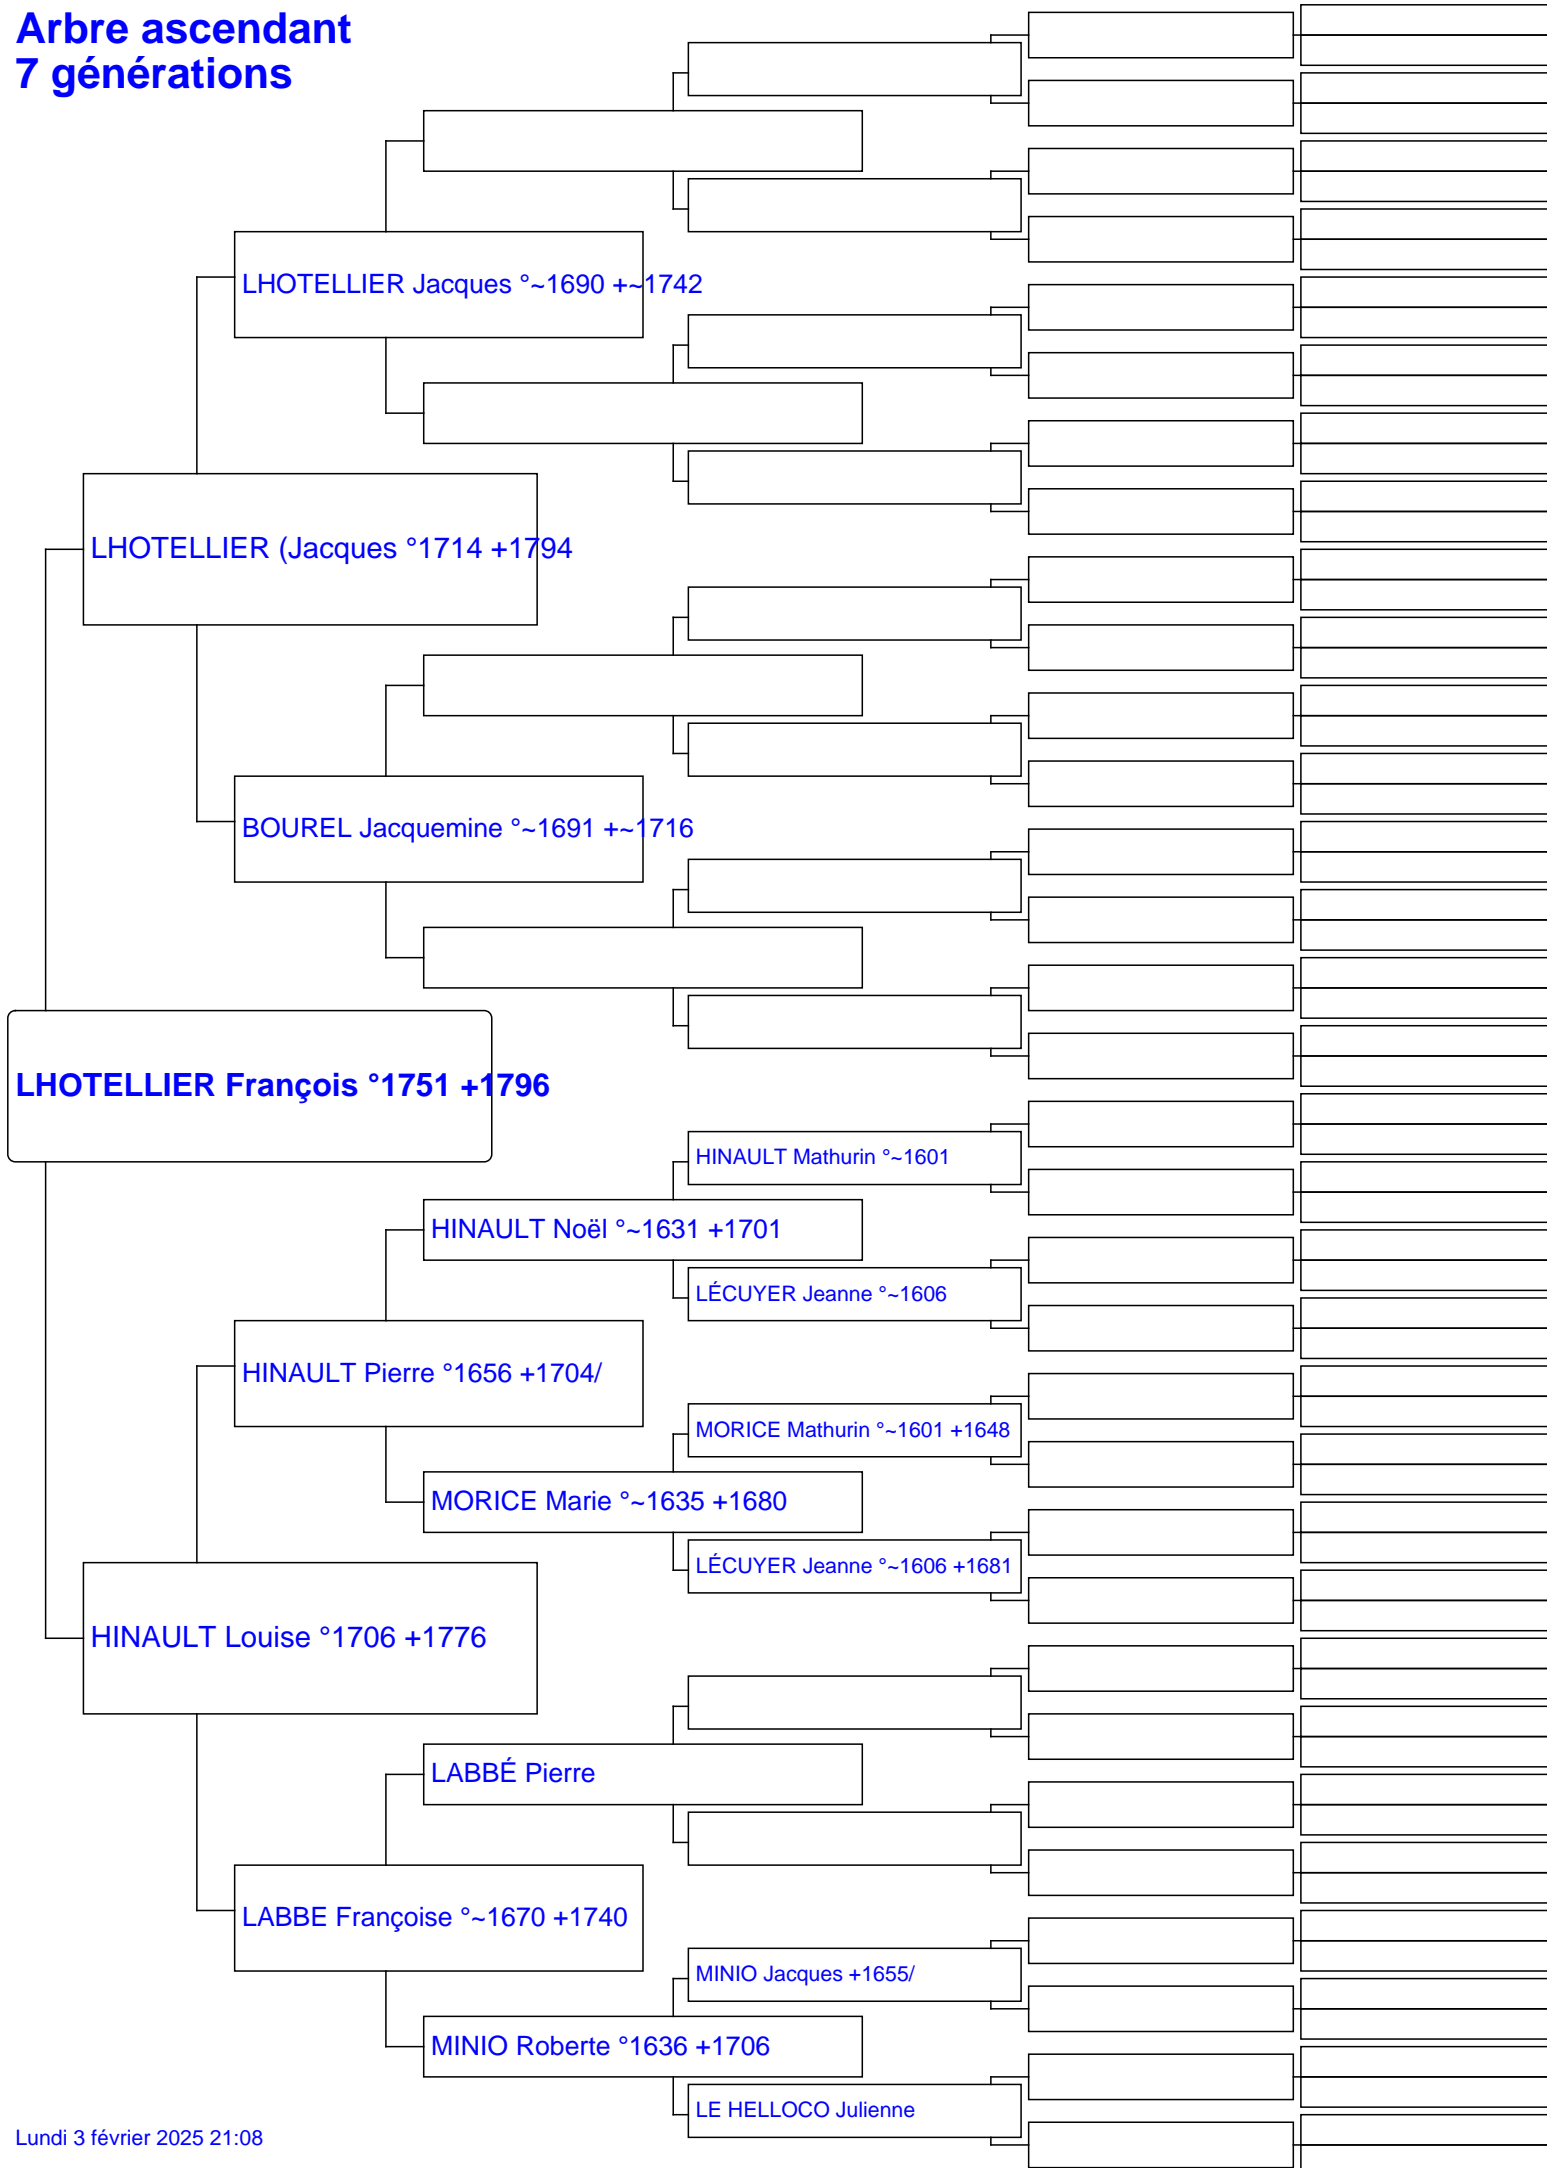 Arbre ascendant
7 générations
LHOTELLIER Jacques °~1690 +~1742
LHOTELLIER (Jacques °1714 +1794
BOUREL Jacquemine °~1691 +~1716
LHOTELLIER François °1751 +1796
HINAULT Mathurin °~1601
HINAULT Noël °~1631 +1701
LÉCUYER Jeanne °~1606
HINAULT Pierre °1656 +1704/
MORICE Mathurin °~1601 +1648
MORICE Marie °~1635 +1680
LÉCUYER Jeanne °~1606 +1681
HINAULT Louise °1706 +1776
LABBÉ Pierre
LABBE Françoise °~1670 +1740
MINIO Jacques +1655/
MINIO Roberte °1636 +1706
LE HELLOCO Julienne
Lundi 3 février 2025 21:08